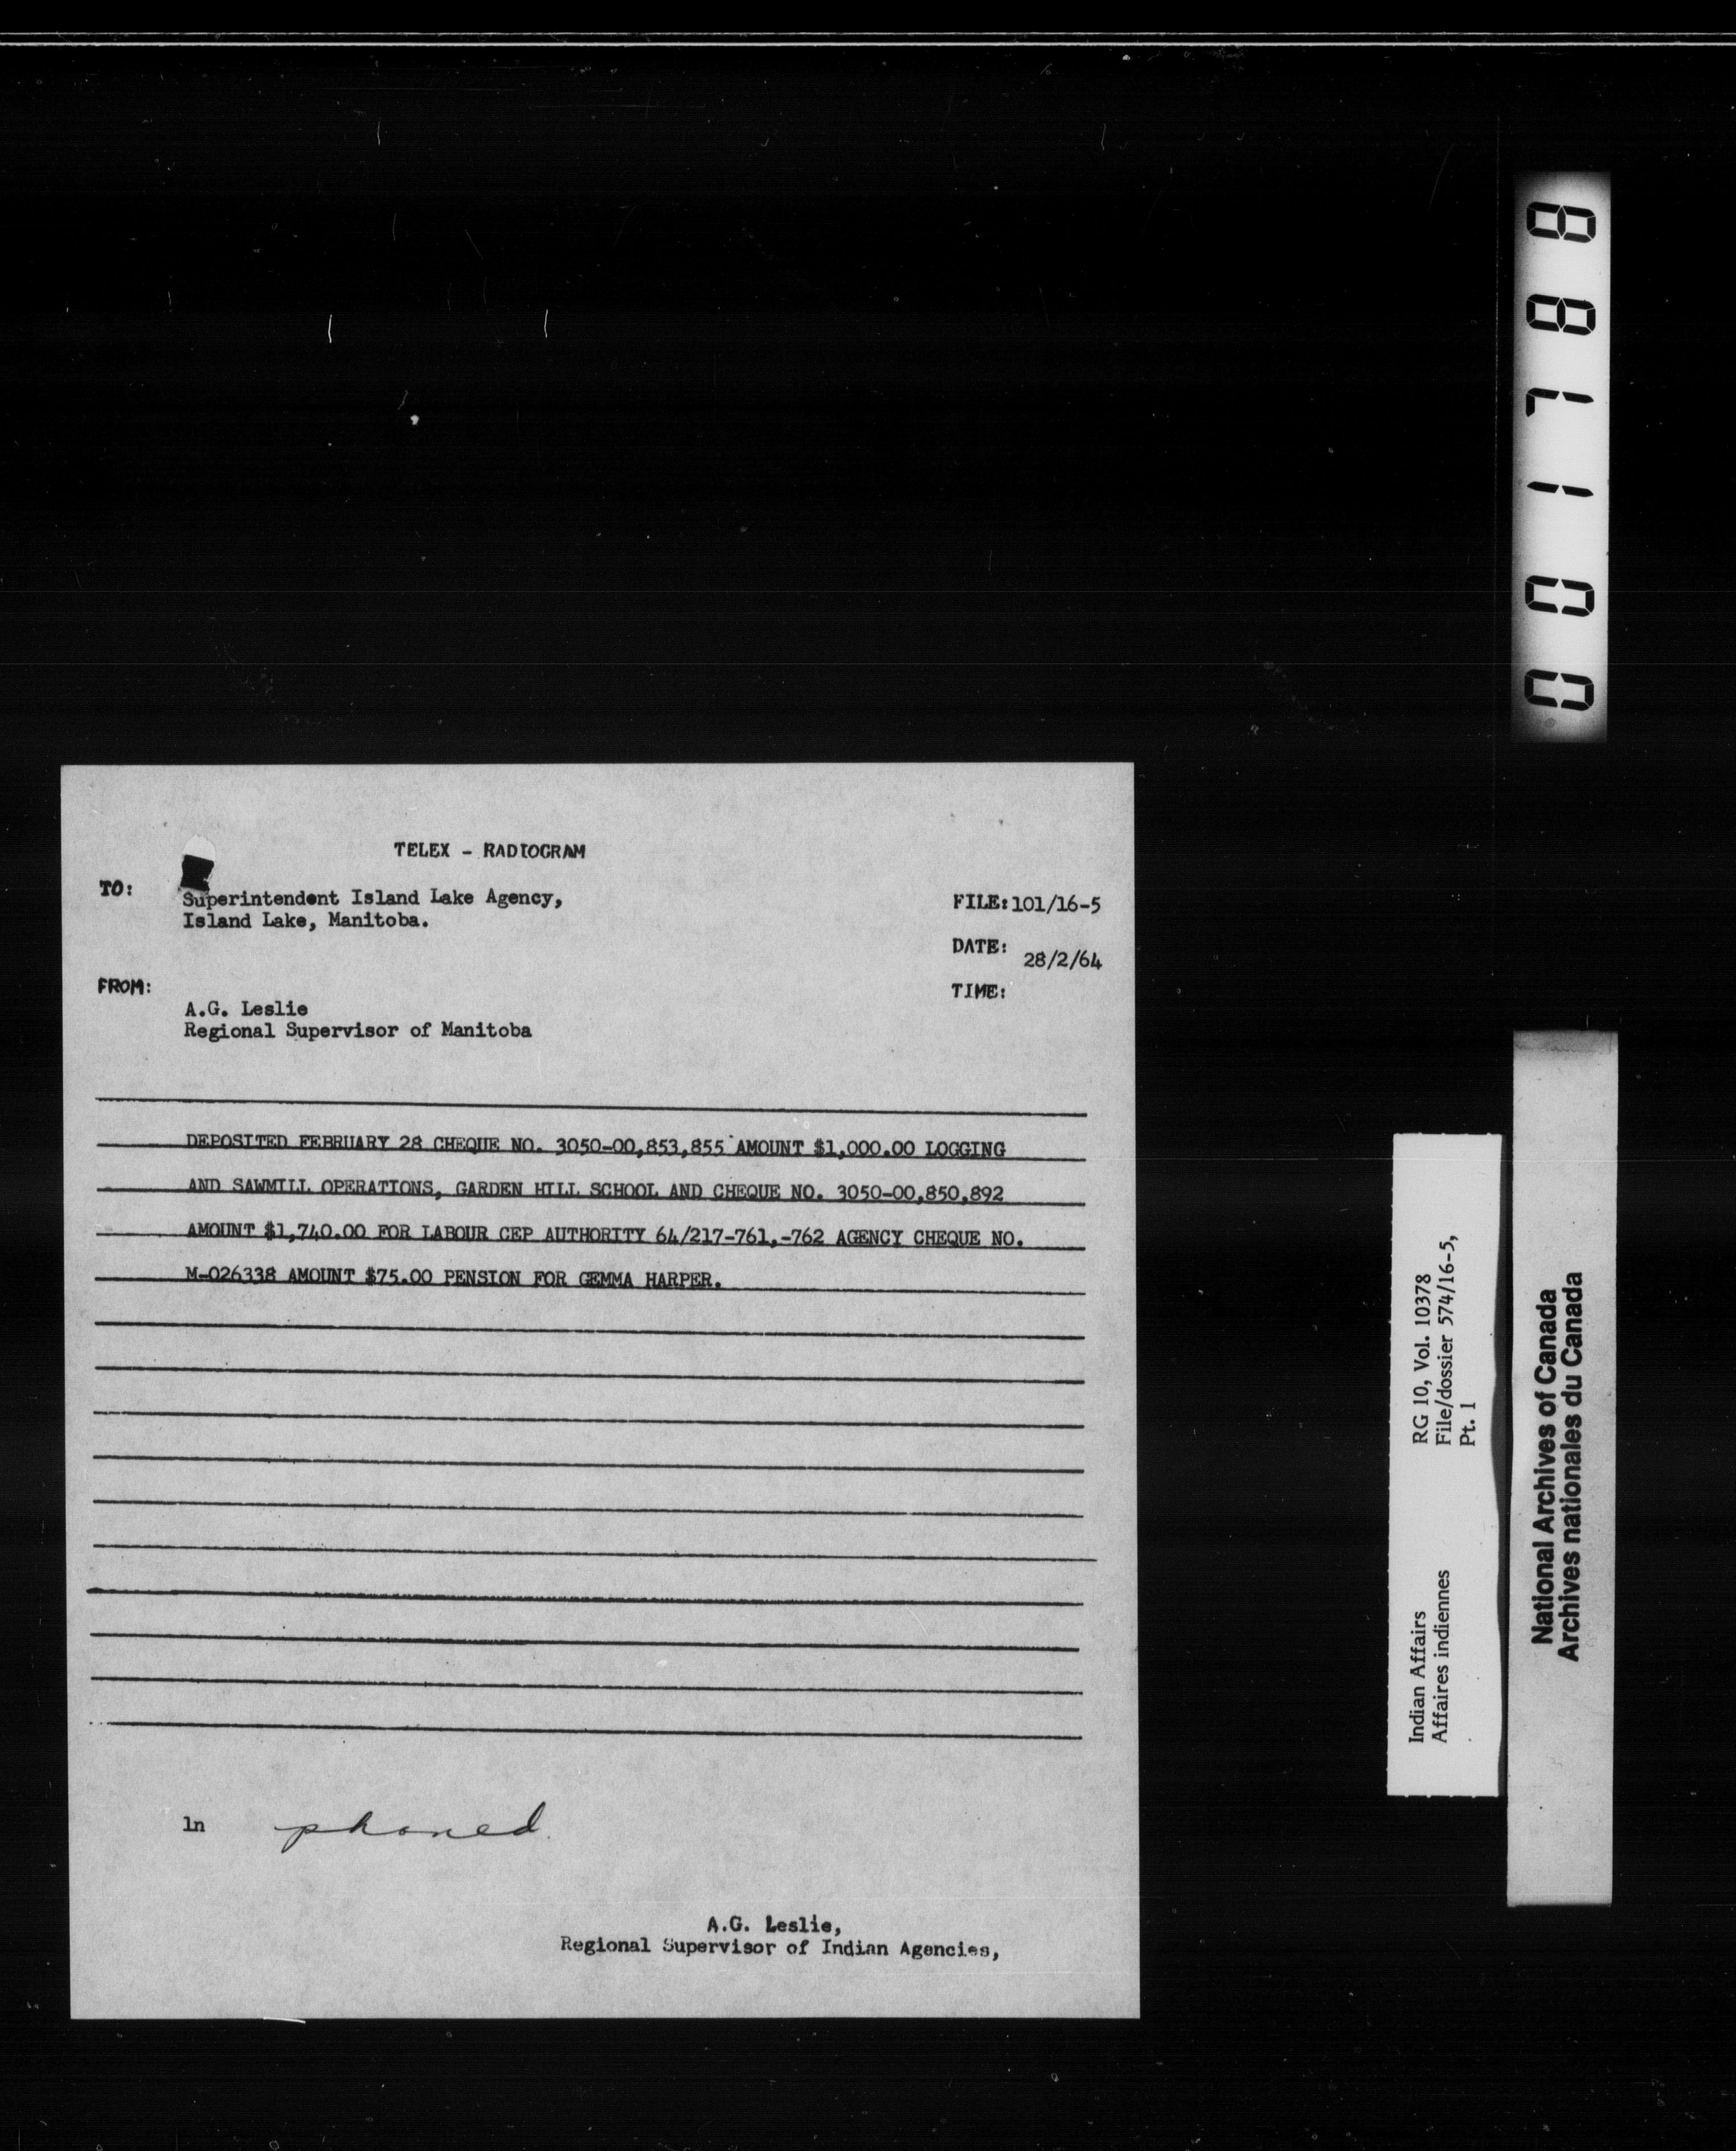 TELEX - RADIOGRAM
TO:
Superintendent Island Lake Agency,
Island Lake, Manitoba.
FILE: 101/16-5
DATE: 28/2/64
TIME:
FROM:
A.G. Leslie
Regional Supervisor of Manitoba
DEPOSITED FEBRUARY 28 CHEQUE NO. 3050-00,853,855 AMOUNT $1,000.00 LOGGING
AND SAWMILL OPERATIONS, GARDEN HILL SCHOOL AND CHEQUE NO. 3050-00,850,892
AMOUNT $1,740.00 FOR LABOUR CEP AUTHORITY 64/217-761,-762 AGENCY CHEQUE NO.
M-026338 AMOUNT $75.00 PENSION FOR GEMMA HARPER.
ln phoned.
A.G. Leslie,
Regional Supervisor of Indian Agencies,
001788
Indian Affairs
Affaires indiennes
RG 10, Vol. 10378
File/dossier 574/16-5,
Pt. 1
National Archives of Canada
Archives nationales du Canada